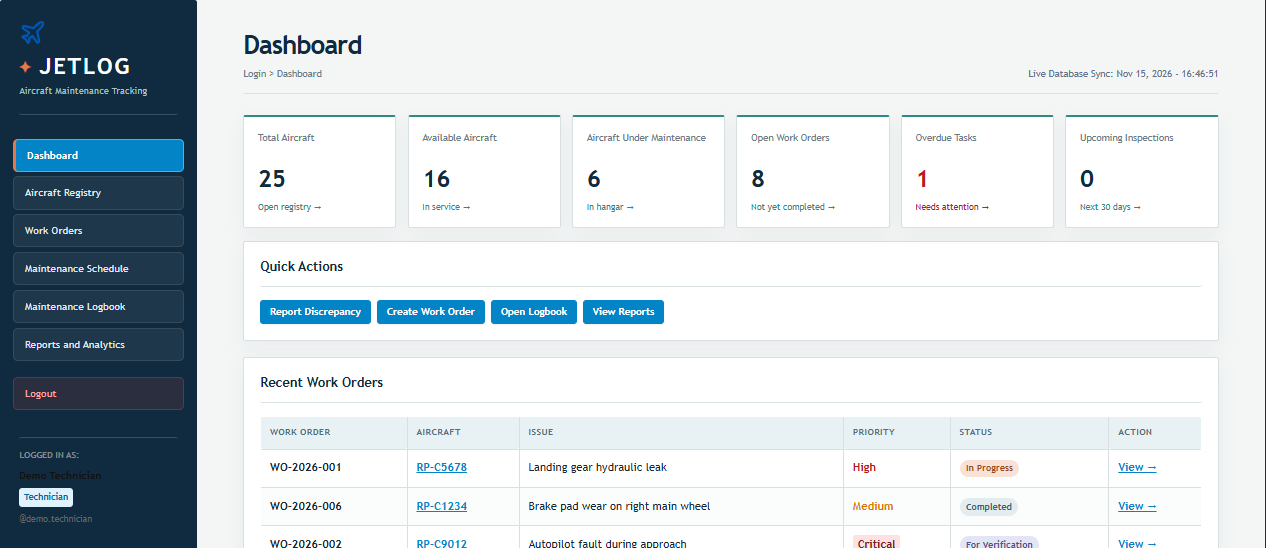 ✦ JETLOG
Aircraft Maintenance Tracking
Dashboard
Aircraft Registry
Work Orders
Maintenance Schedule
Maintenance Logbook
Reports and Analytics
Logout
LOGGED IN AS:
Demo Technician
Technician
@demo.technician
Dashboard
Login > Dashboard
Live Database Sync: Nov 15, 2026 - 16:46:51
Total Aircraft
25
Open registry →
Available Aircraft
16
In service →
Aircraft Under Maintenance
6
In hangar →
Open Work Orders
8
Not yet completed →
Overdue Tasks
1
Needs attention →
Upcoming Inspections
0
Next 30 days →
Quick Actions
Report Discrepancy Create Work Order Open Logbook View Reports
Recent Work Orders
WORK ORDER AIRCRAFT ISSUE PRIORITY STATUS ACTION
WO-2026-001 RP-C5678 Landing gear hydraulic leak High In Progress View →
WO-2026-006 RP-C1234 Brake pad wear on right main wheel Medium Completed View →
WO-2026-002 RP-C9012 Autopilot fault during approach Critical For Verification View →